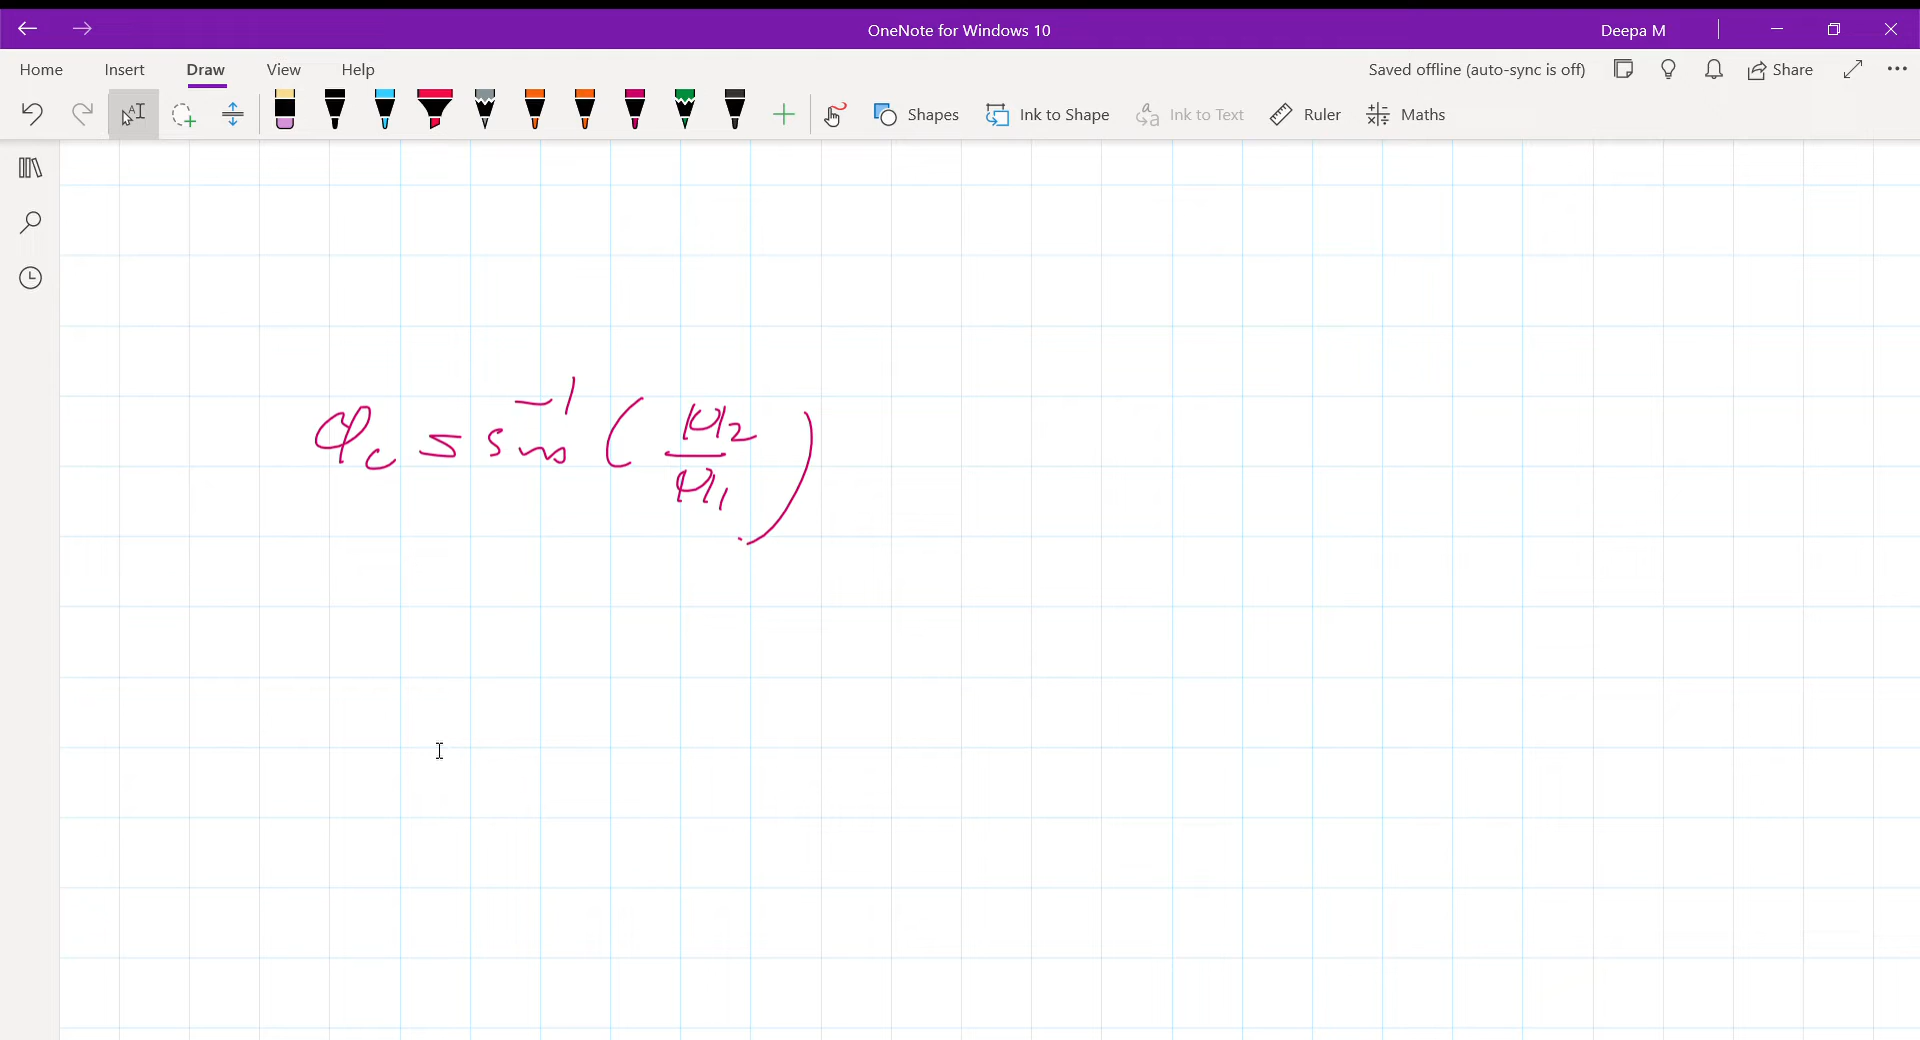 OneNote for Windows 10
Deepa M
Home Insert Draw View Help
Saved offline (auto-sync is off)
Share
Shapes
Ink to Shape
Ink to Text
Ruler
Maths
φc = sin⁻¹ (μ2/μ1)